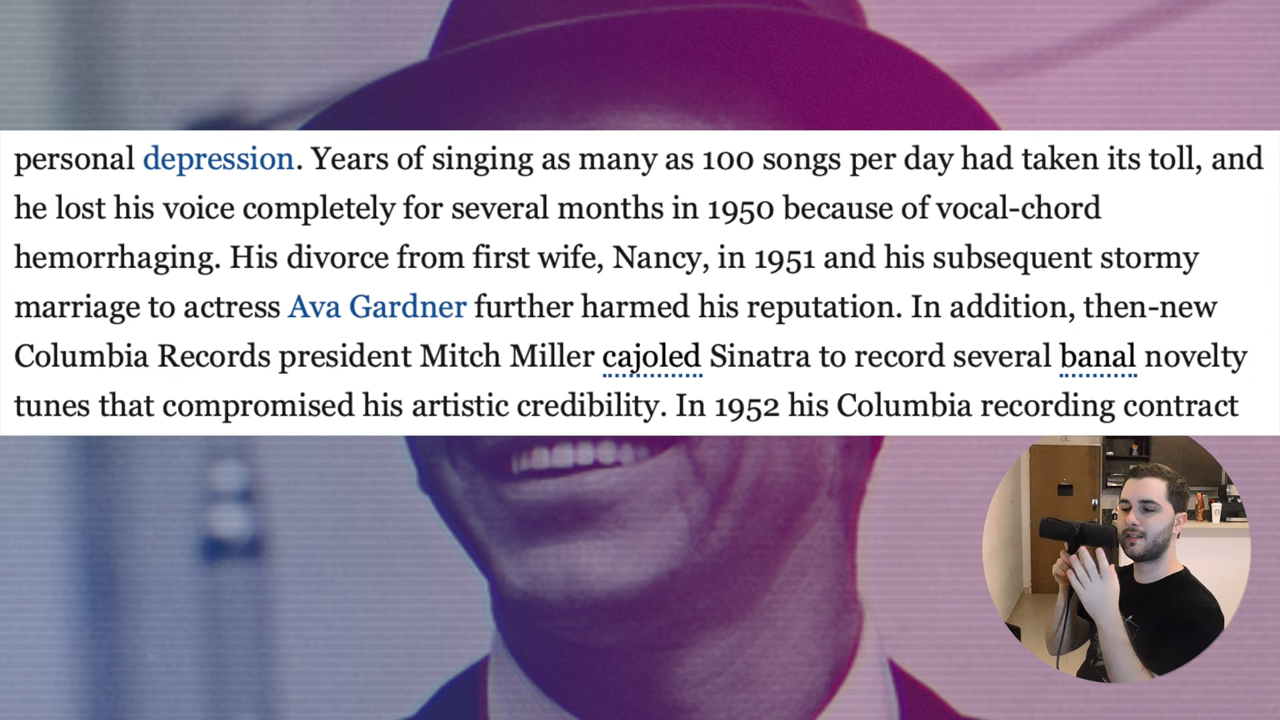 personal depression. Years of singing as many as 100 songs per day had taken its toll, and
he lost his voice completely for several months in 1950 because of vocal-chord
hemorrhaging. His divorce from first wife, Nancy, in 1951 and his subsequent stormy
marriage to actress Ava Gardner further harmed his reputation. In addition, then-new
Columbia Records president Mitch Miller cajoled Sinatra to record several banal novelty
tunes that compromised his artistic credibility. In 1952 his Columbia recording contract